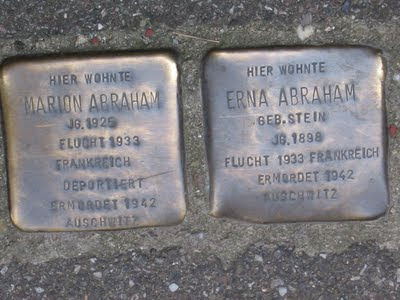 HIER WOHNTE
MARION ABRAHAM
JG. 1925
FLUCHT 1933
FRANKREICH
DEPORTIERT
ERMORDET 1942
AUSCHWITZ
HIER WOHNTE
ERNA ABRAHAM
GEB. STEIN
JG. 1898
FLUCHT 1933 FRANKREICH
ERMORDET 1942
AUSCHWITZ